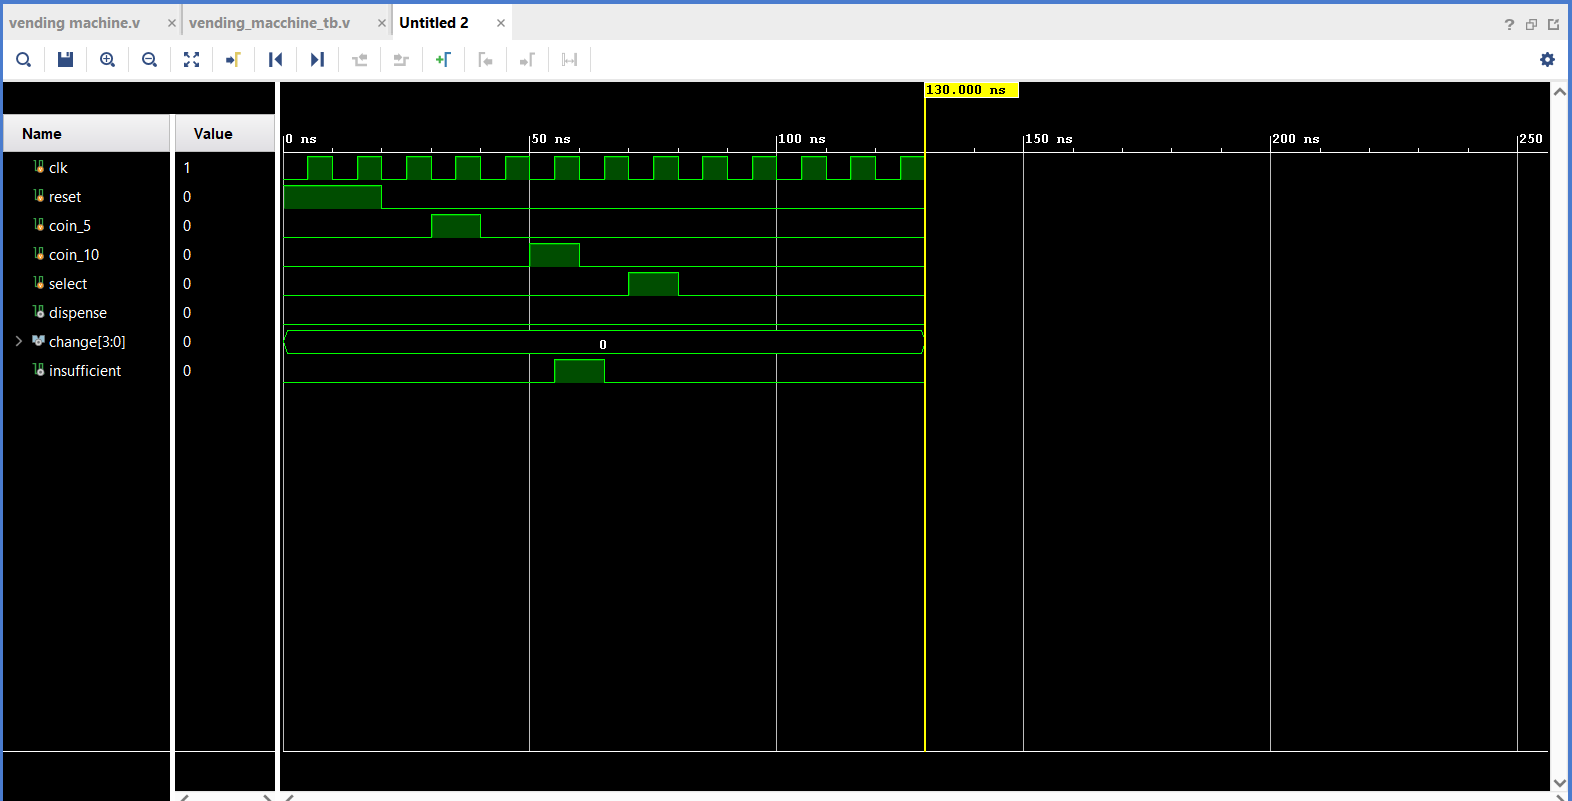 vending machine.v
vending_macchine_tb.v
Untitled 2
130.000 ns
Name Value
0 ns 50 ns 100 ns 150 ns 200 ns 250
clk 1
reset 0
coin_5 0
coin_10 0
select 0
dispense 0
change[3:0] 0 0
insufficient 0